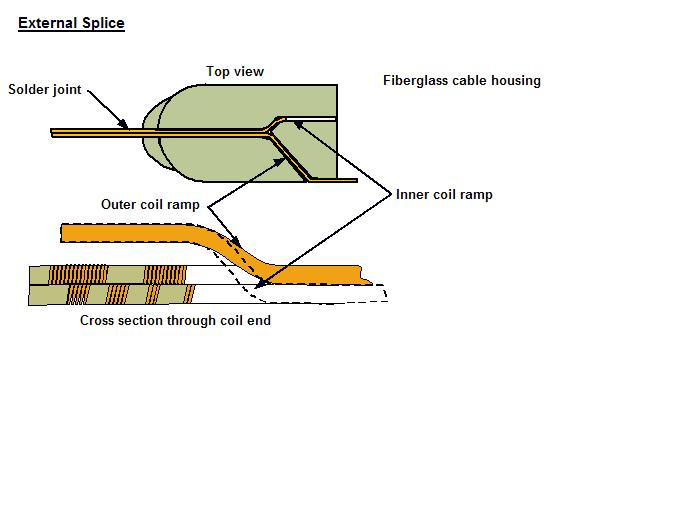 External Splice
Top view
Fiberglass cable housing
Solder joint
Inner coil ramp
Outer coil ramp
Cross section through coil end